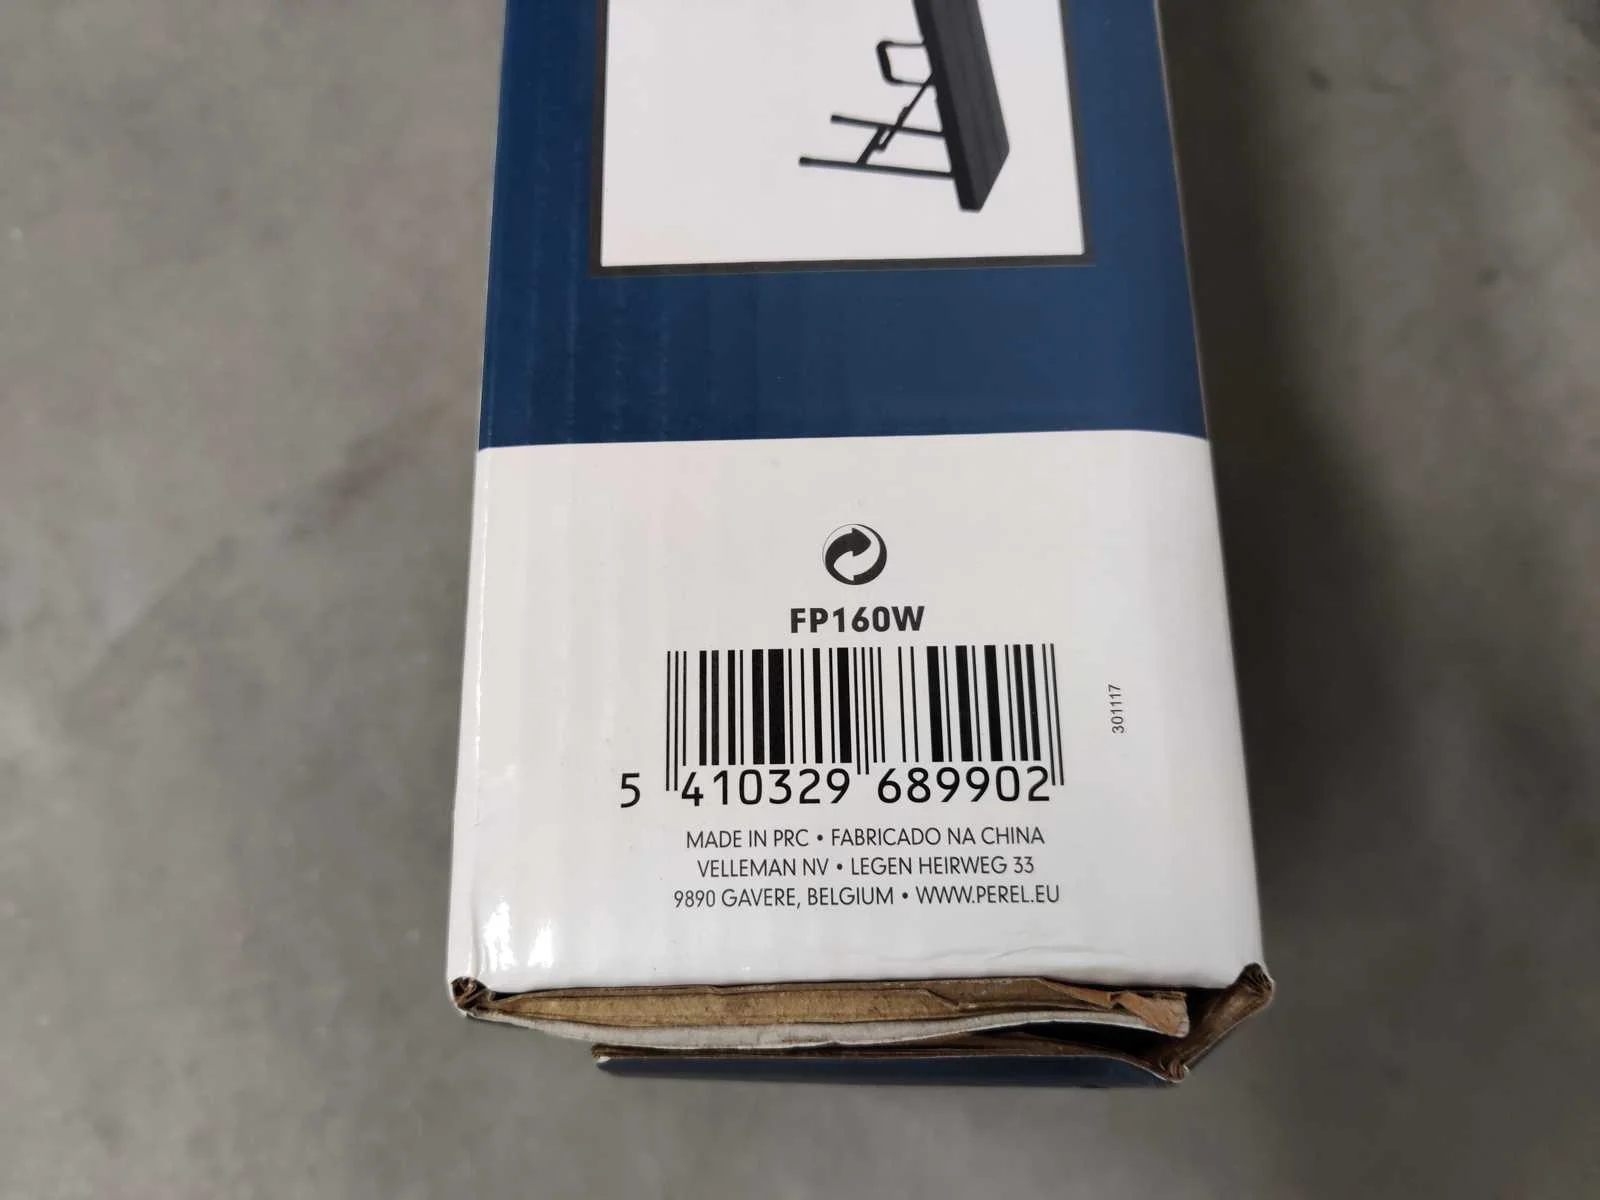 FP160W
301117
5 410329 689902
MADE IN PRC • FABRICADO NA CHINA
VELLEMAN NV • LEGEN HEIRWEG 33
9890 GAVERE, BELGIUM • WWW.PEREL.EU